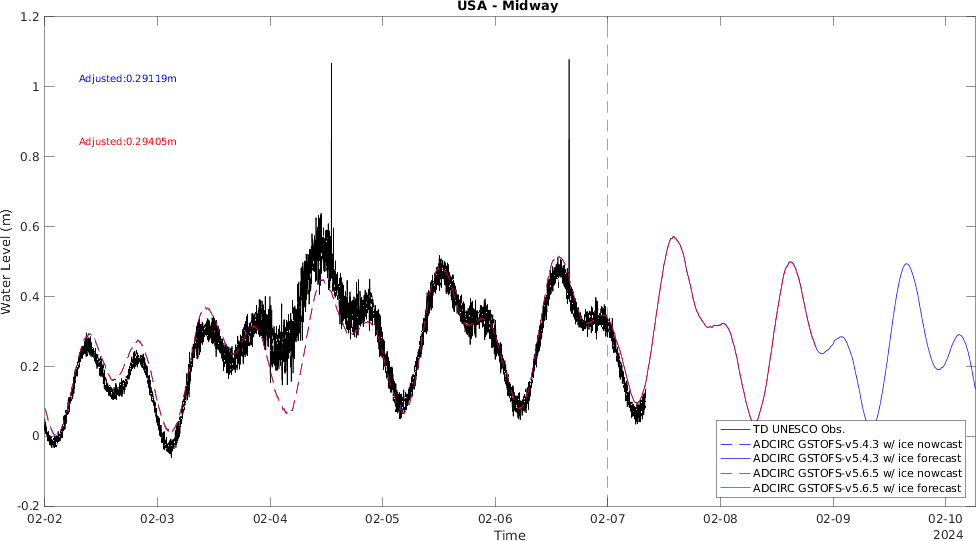 USA - Midway
1.2
1
0.8
0.6
0.4
0.2
0
-0.2
Water Level (m)
Adjusted:0.29119m
Adjusted:0.29405m
TD UNESCO Obs.
ADCIRC GSTOFS-v5.4.3 w/ ice nowcast
ADCIRC GSTOFS-v5.4.3 w/ ice forecast
ADCIRC GSTOFS-v5.6.5 w/ ice nowcast
ADCIRC GSTOFS-v5.6.5 w/ ice forecast
02-02 02-03 02-04 02-05 02-06 02-07 02-08 02-09 02-10
Time
2024